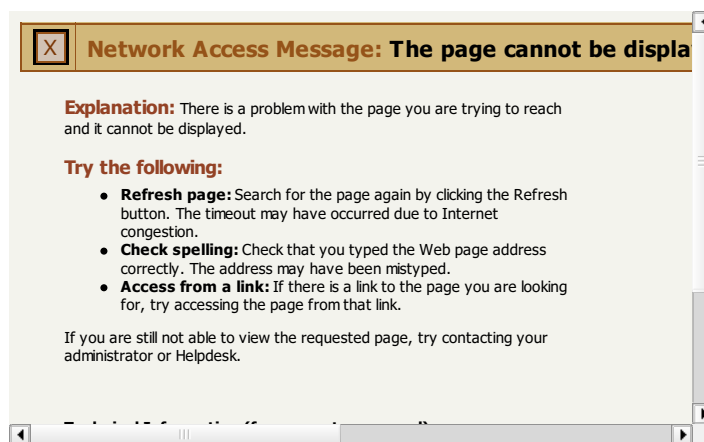 X
Network Access Message: The page cannot be displa
Explanation: There is a problem with the page you are trying to reach
and it cannot be displayed.
Try the following:
● Refresh page: Search for the page again by clicking the Refresh
button. The timeout may have occurred due to Internet
congestion.
● Check spelling: Check that you typed the Web page address
correctly. The address may have been mistyped.
● Access from a link: If there is a link to the page you are looking
for, try accessing the page from that link.
If you are still not able to view the requested page, try contacting your
administrator or Helpdesk.